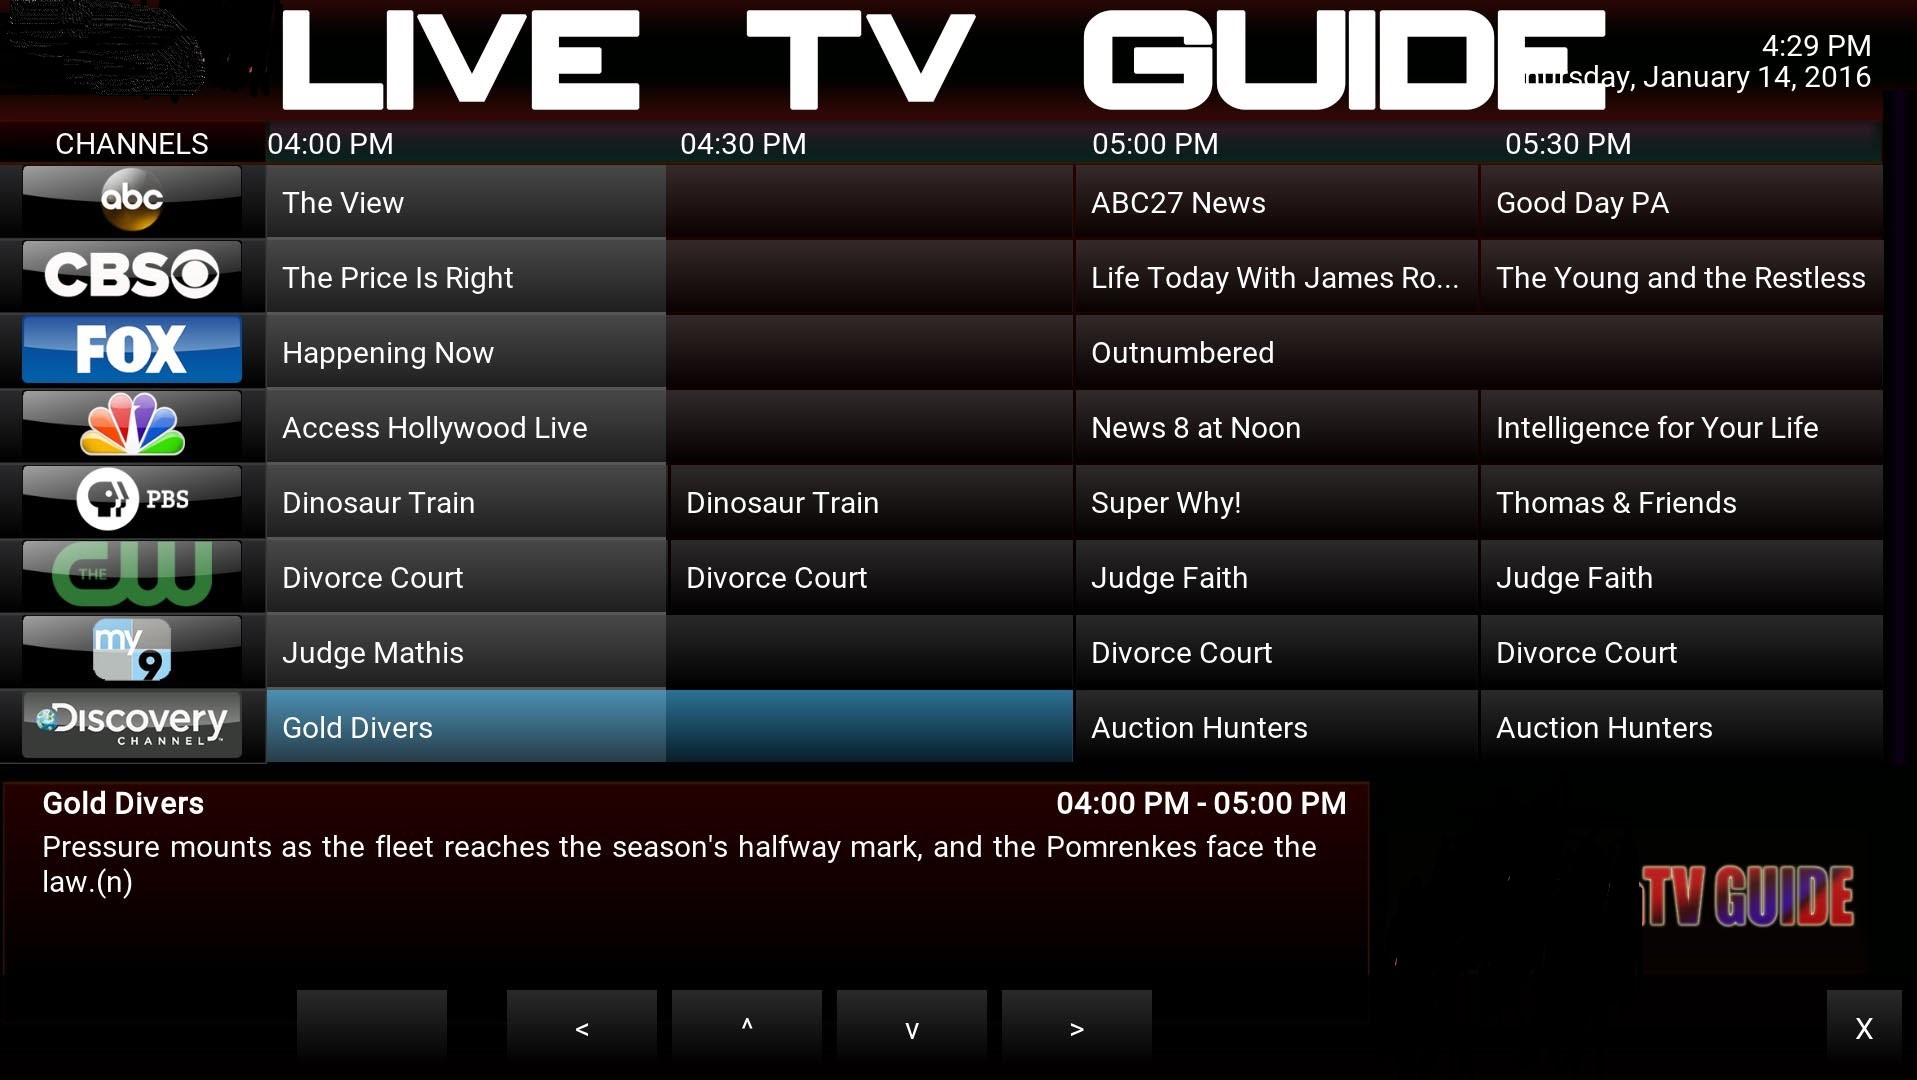 LIVE TV GUIDE
4:29 PM
hursday, January 14, 2016
CHANNELS 04:00 PM 04:30 PM 05:00 PM 05:30 PM
abc The View ABC27 News Good Day PA
CBS The Price Is Right Life Today With James Ro... The Young and the Restless
FOX Happening Now Outnumbered
Access Hollywood Live News 8 at Noon Intelligence for Your Life
PBS Dinosaur Train Dinosaur Train Super Why! Thomas & Friends
THE CW Divorce Court Divorce Court Judge Faith Judge Faith
my 9 Judge Mathis Divorce Court Divorce Court
Discovery CHANNEL Gold Divers Auction Hunters Auction Hunters
Gold Divers 04:00 PM - 05:00 PM
Pressure mounts as the fleet reaches the season's halfway mark, and the Pomrenkes face the
law.(n)
TV GUIDE
< ^ v > X